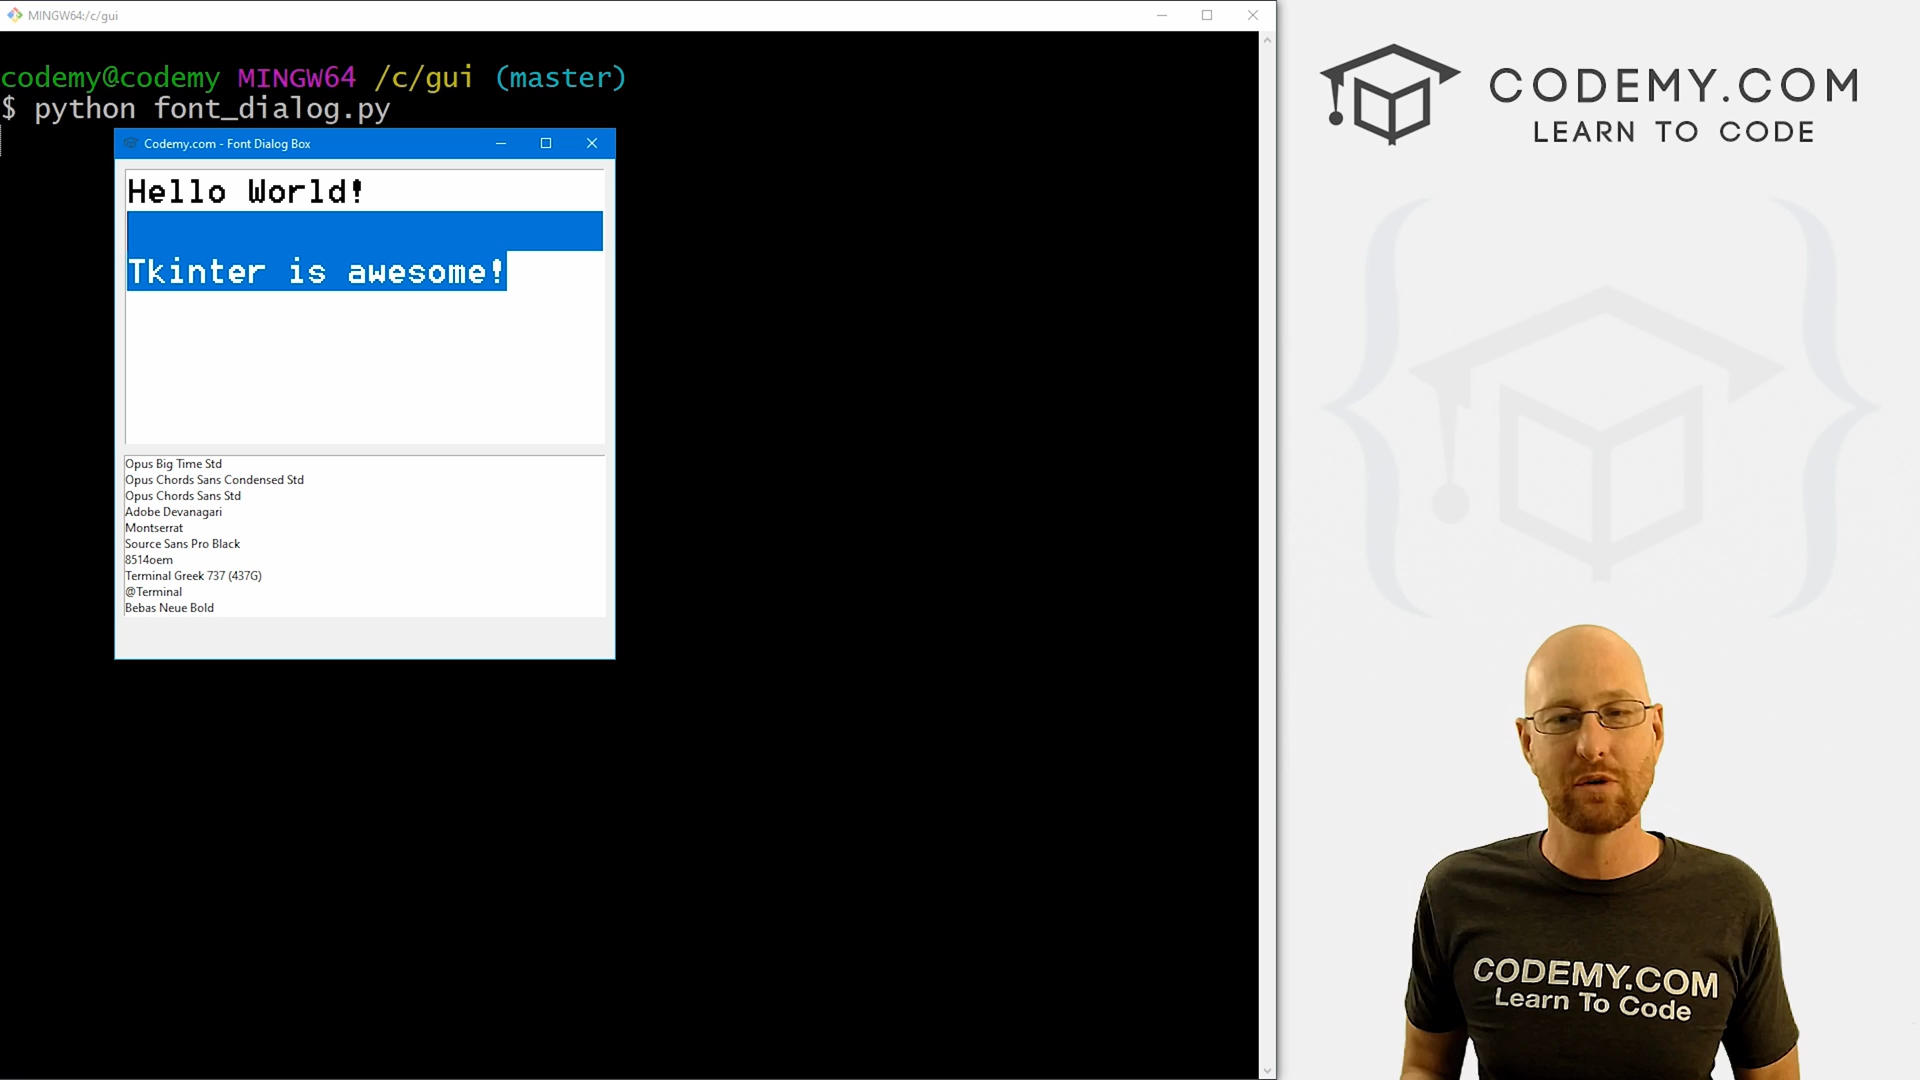 MINGW64:/c/gui
codemy@codemy MINGW64 /c/gui (master)
$ python font_dialog.py
Codemy.com - Font Dialog Box
Hello World!
Tkinter is awesome!
Opus Big Time Std
Opus Chords Sans Condensed Std
Opus Chords Sans Std
Adobe Devanagari
Montserrat
Source Sans Pro Black
8514oem
Terminal Greek 737 (437G)
@Terminal
Bebas Neue Bold
CODEMY.COM
LEARN TO CODE
CODEMY.COM
Learn To Code